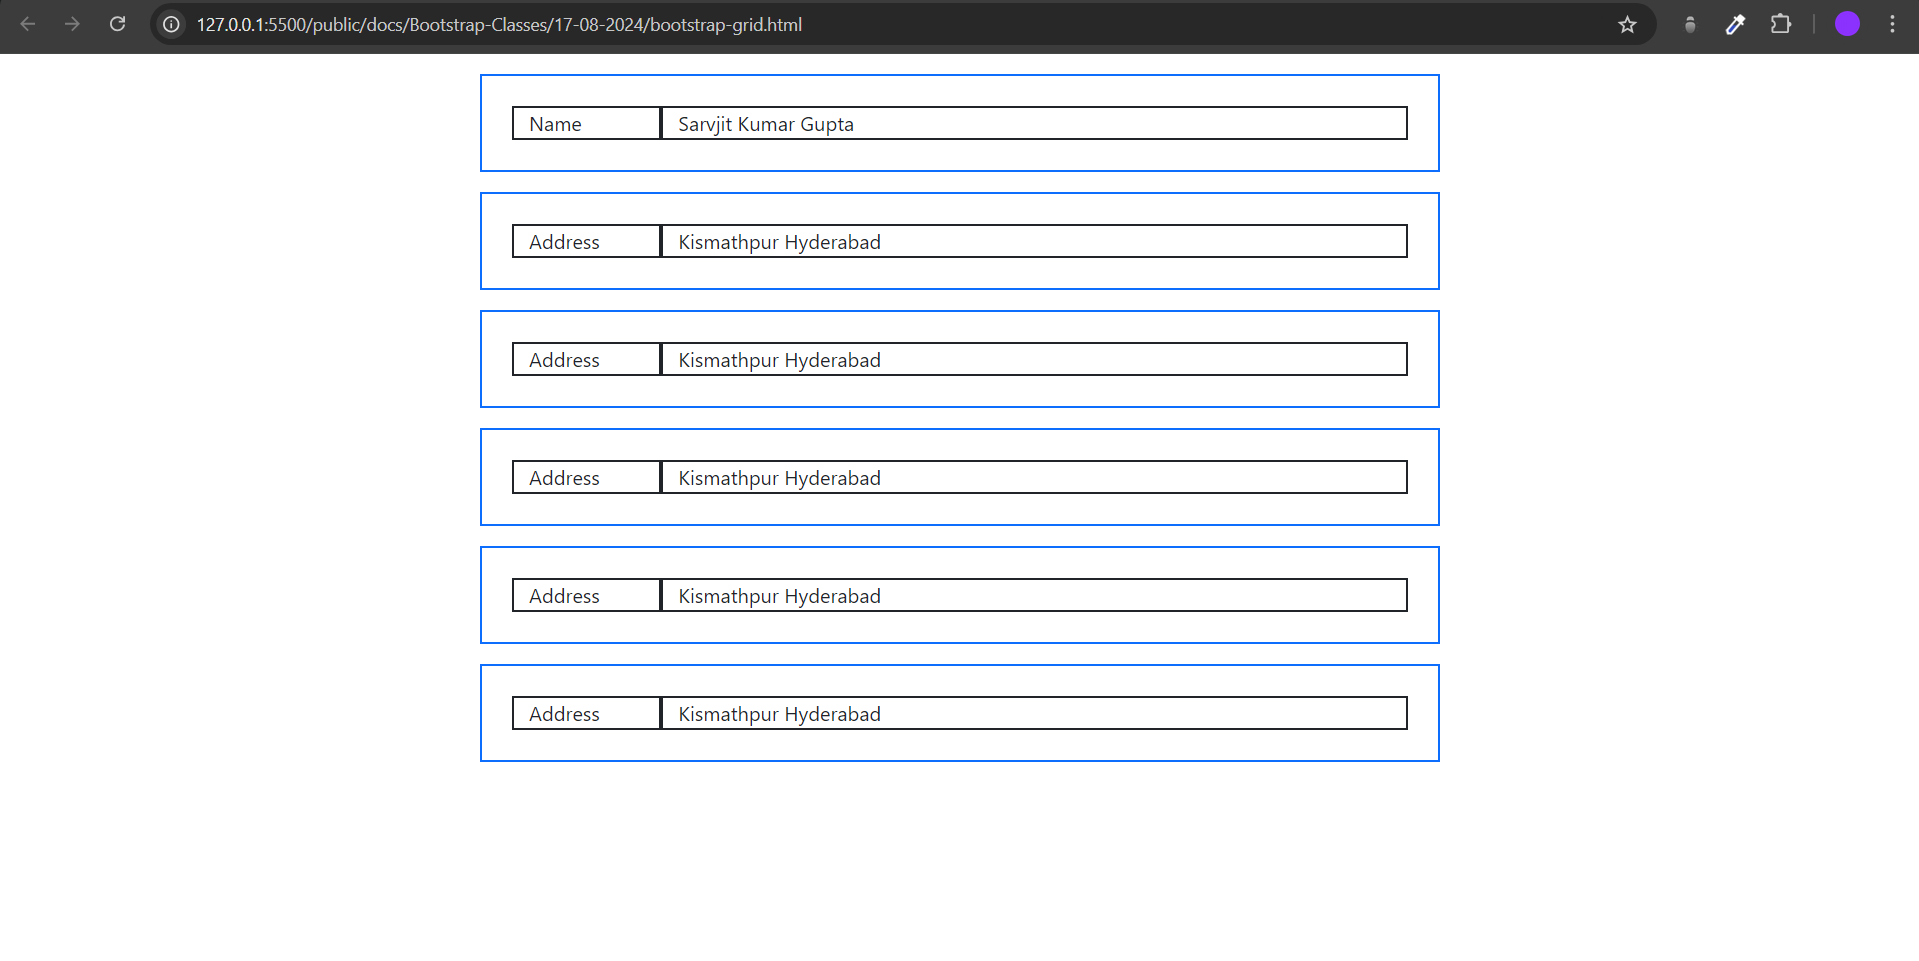 127.0.0.1:5500/public/docs/Bootstrap-Classes/17-08-2024/bootstrap-grid.html
Name Sarvjit Kumar Gupta
Address Kismathpur Hyderabad
Address Kismathpur Hyderabad
Address Kismathpur Hyderabad
Address Kismathpur Hyderabad
Address Kismathpur Hyderabad